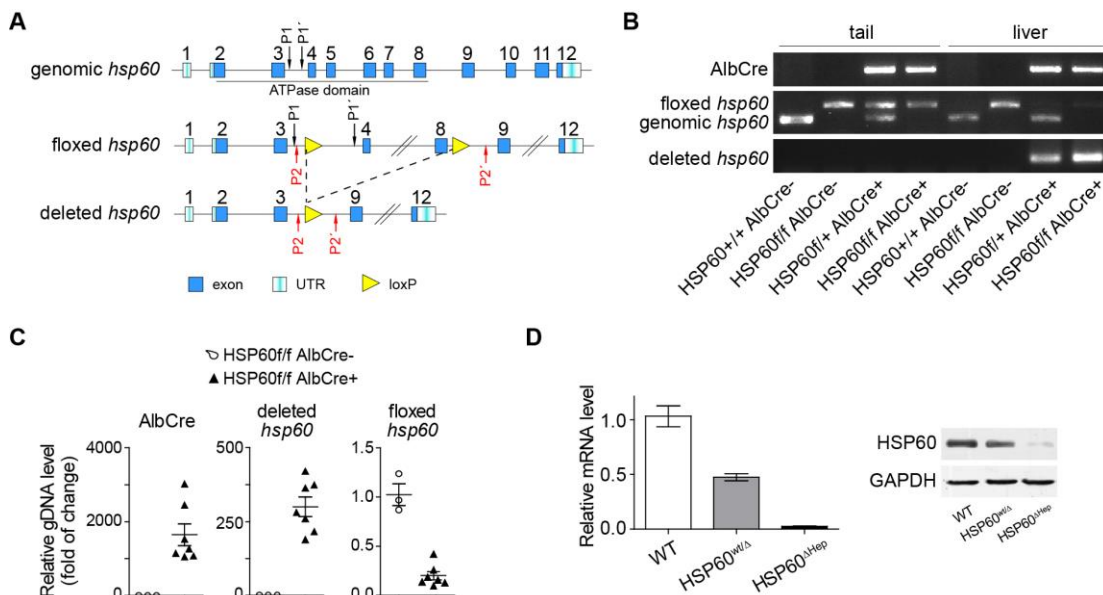 A
P1 P1´
1 2 3 4 5 6 7 8 9 10 11 12
genomic hsp60
ATPase domain
P1 P1´
1 2 3 4 8 9 12
floxed hsp60
P2 P2´
1 2 3 9 12
deleted hsp60
P2 P2´
exon UTR loxP
B
tail liver
AlbCre
floxed hsp60
genomic hsp60
deleted hsp60
HSP60+/+ AlbCre-
HSP60f/f AlbCre-
HSP60f/+ AlbCre+
HSP60f/f AlbCre+
HSP60+/+ AlbCre-
HSP60f/f AlbCre-
HSP60f/+ AlbCre+
HSP60f/f AlbCre+
C
HSP60f/f AlbCre-
HSP60f/f AlbCre+
Relative gDNA level
(fold of change)
AlbCre
4000
2000
0
deleted
hsp60
500
250
0
floxed
hsp60
1.5
1.0
0.5
0
D
Relative mRNA level
1.0
0.5
0.0
WT
HSP60wt/Δ
HSP60ΔHep
HSP60
GAPDH
WT
HSP60wt/Δ
HSP60ΔHep